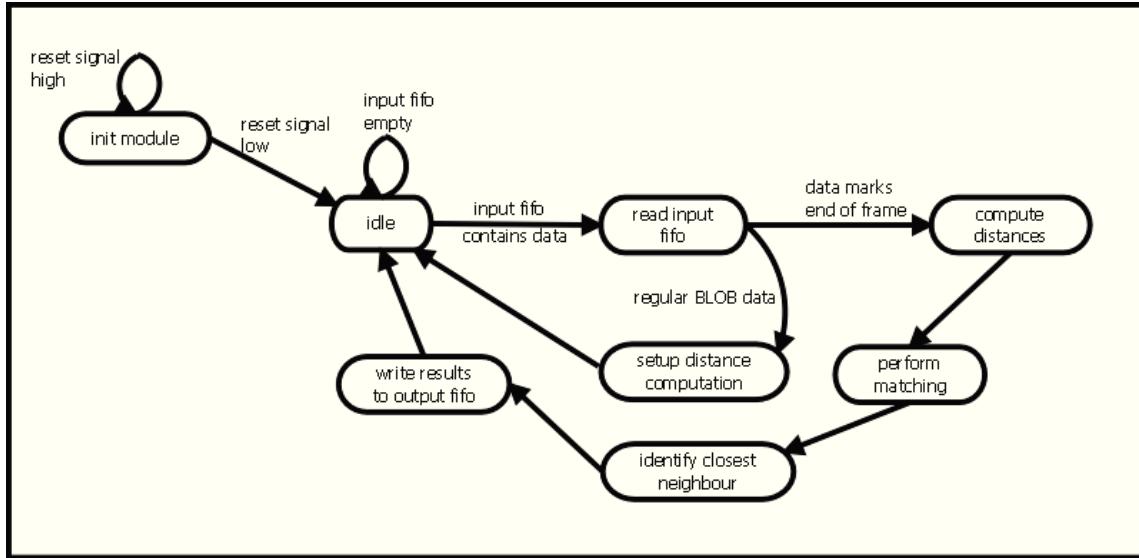 reset signal
high
init module
reset signal
low
input fifo
empty
idle
input fifo
contains data
read input
fifo
data marks
end of frame
compute
distances
regular BLOB data
setup distance
computation
perform
matching
write results
to output fifo
identify closest
neighbour